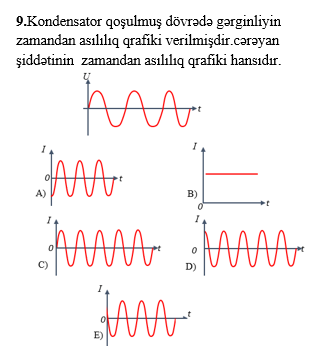 9.Kondensator qoşulmuş dövrədə gərginliyin
zamandan asılılıq qrafiki verilmişdir.cərəyan
şiddətinin zamandan asılılıq qrafiki hansıdır.
U
t
I
0
t
A)
I
B)
0
t
I
0
t
C)
I
0
t
D)
I
0
t
E)